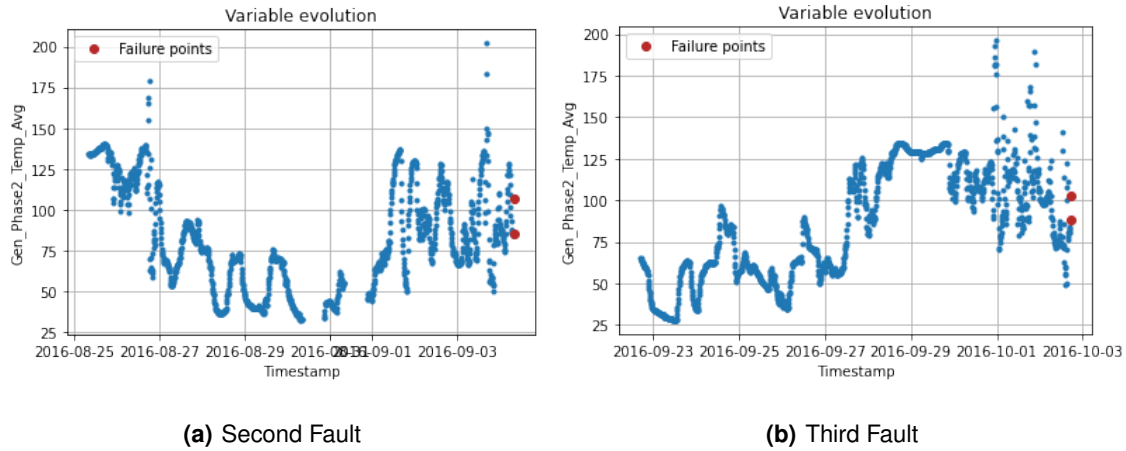 Variable evolution
Failure points
Gen_Phase2_Temp_Avg
200
175
150
125
100
75
50
25
2016-08-25 2016-08-27 2016-08-29 2016-08-31 2016-09-01 2016-09-03
Timestamp
(a) Second Fault
Variable evolution
Failure points
Gen_Phase2_Temp_Avg
200
175
150
125
100
75
50
25
2016-09-23 2016-09-25 2016-09-27 2016-09-29 2016-10-01 2016-10-03
Timestamp
(b) Third Fault